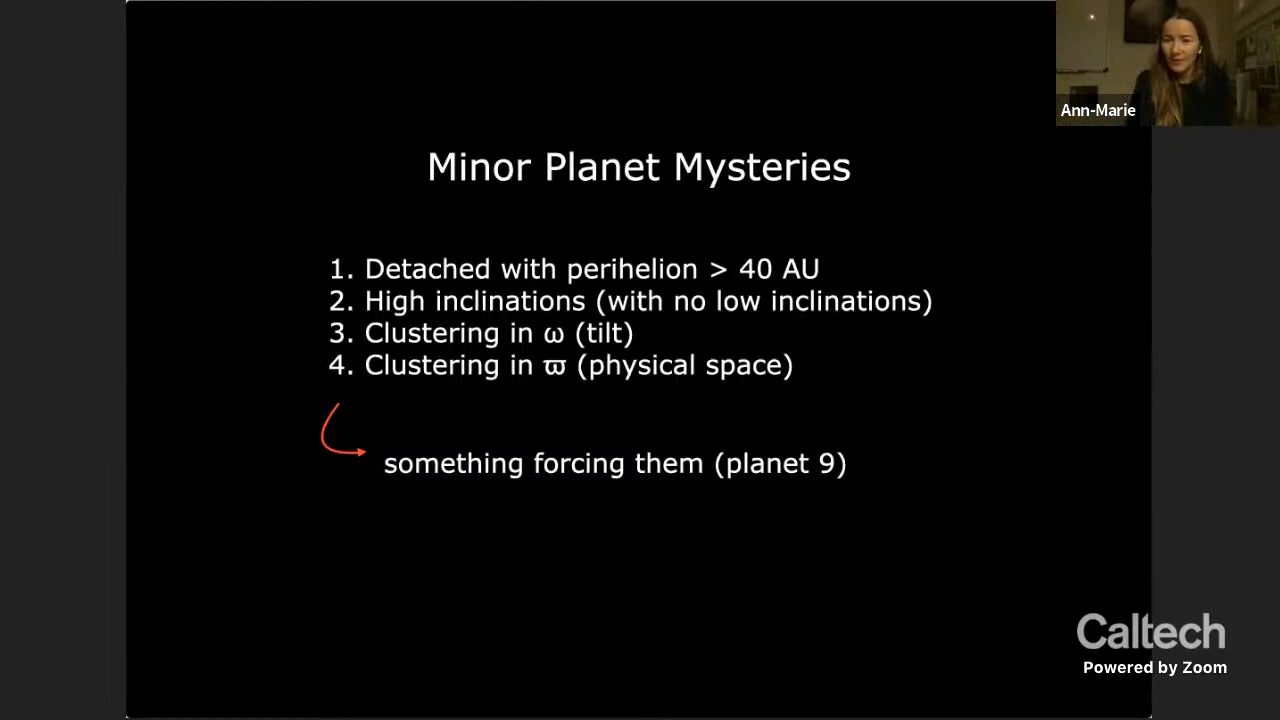 Ann-Marie
Minor Planet Mysteries
1. Detached with perihelion > 40 AU
2. High inclinations (with no low inclinations)
3. Clustering in ω (tilt)
4. Clustering in ϖ (physical space)
something forcing them (planet 9)
Caltech
Powered by Zoom